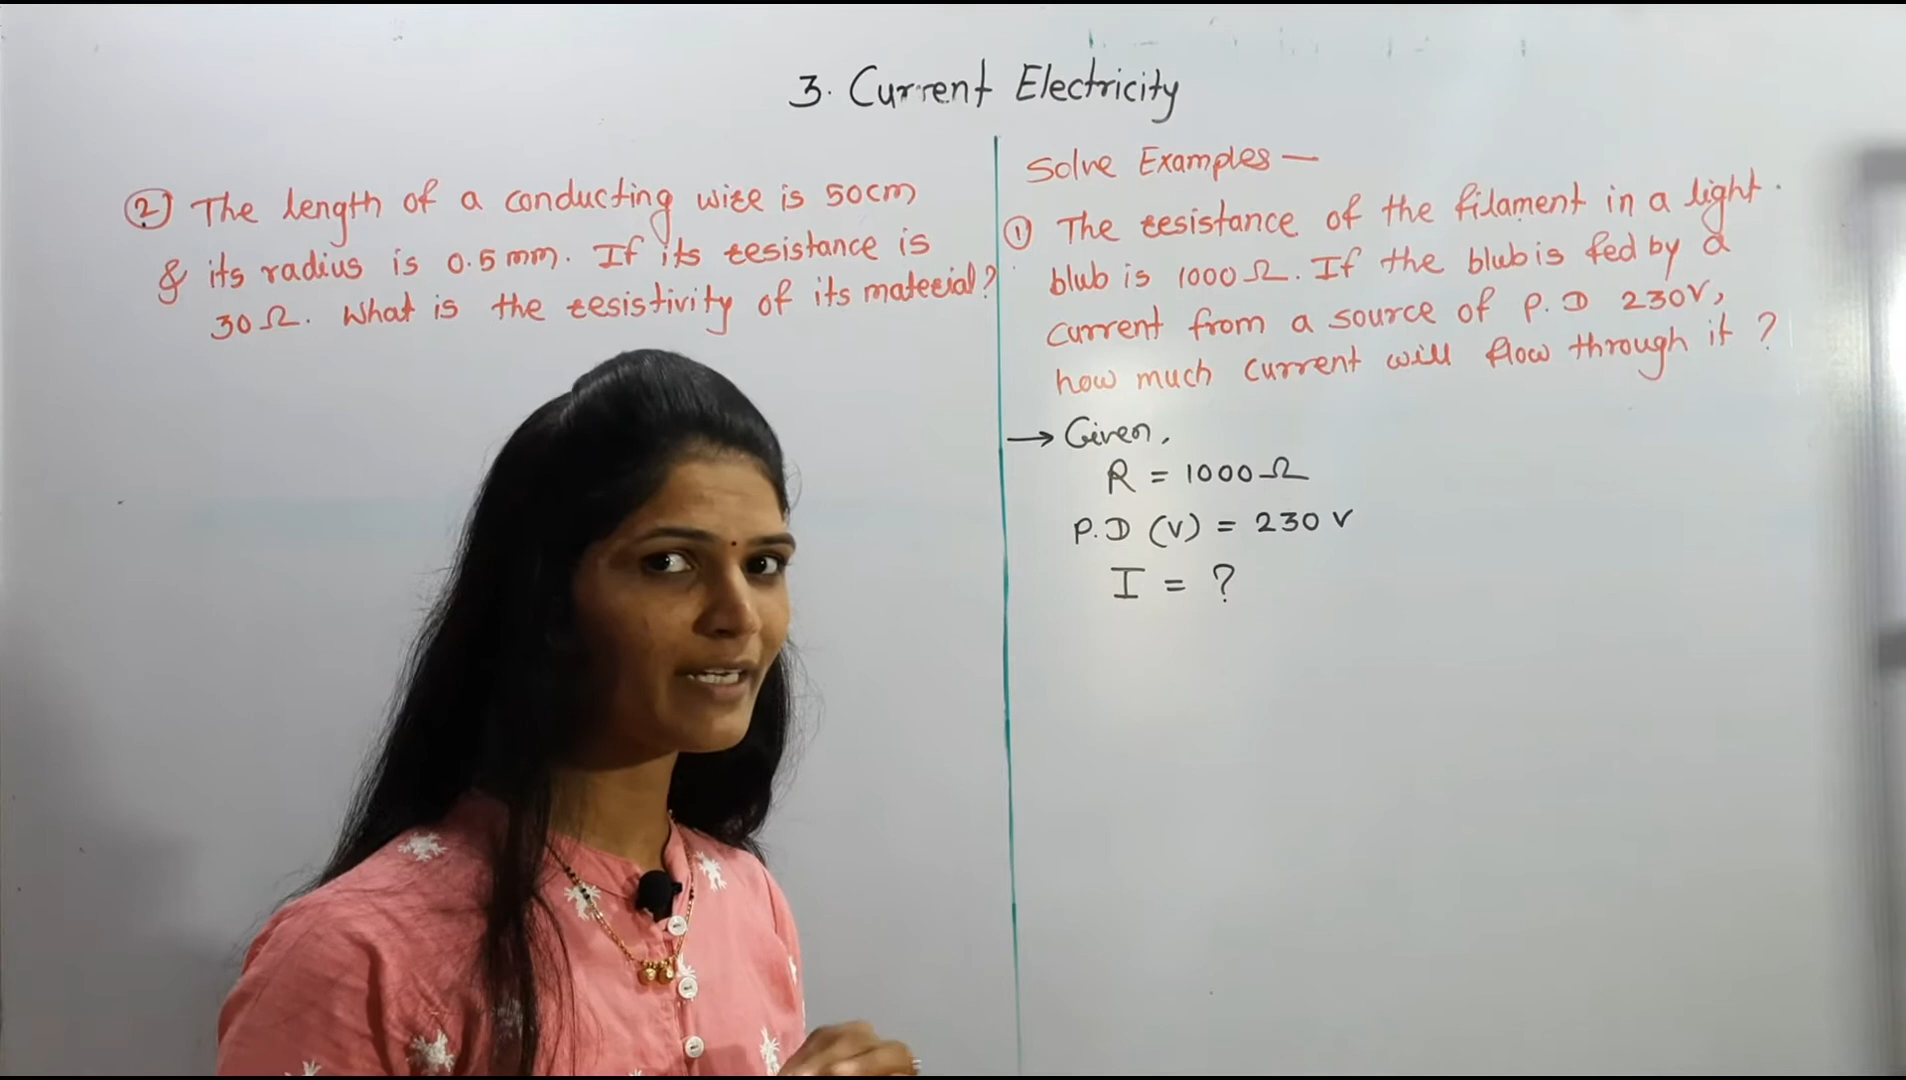 3. Current Electricity
② The length of a conducting wire is 50cm
& its radius is 0.5mm. If its resistance is
30Ω. What is the resistivity of its material?
Solve Examples —
① The resistance of the filament in a light
blub is 1000Ω. If the blub is fed by a
current from a source of P.D 230V,
how much current will flow through it ?
→ Given,
R = 1000Ω
P.D (V) = 230 V
I = ?